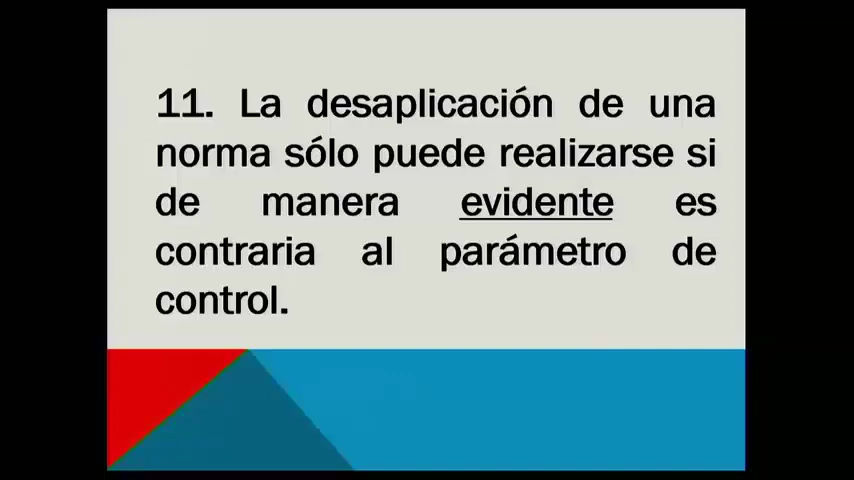 11. La desaplicación de una
norma sólo puede realizarse si
de manera evidente es
contraria al parámetro de
control.